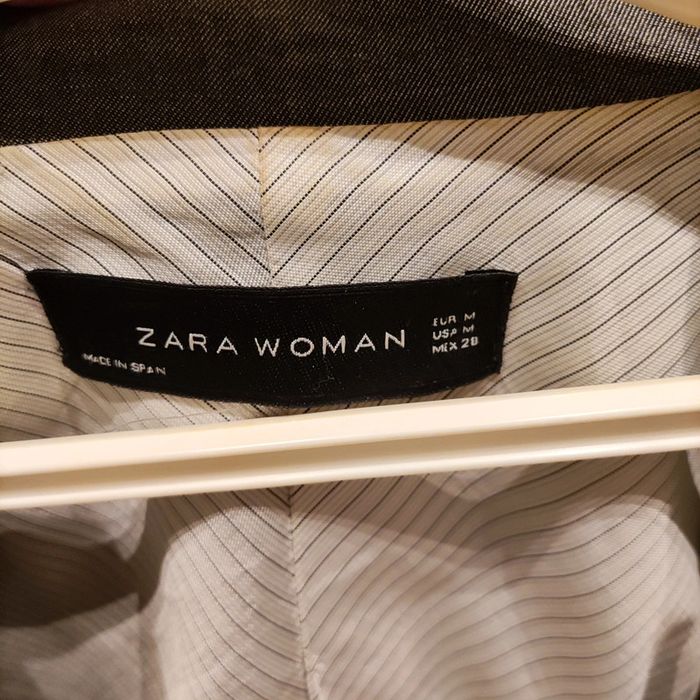 ZARA WOMAN
EUR M
USA M
MEX 28
MADE IN SPAIN